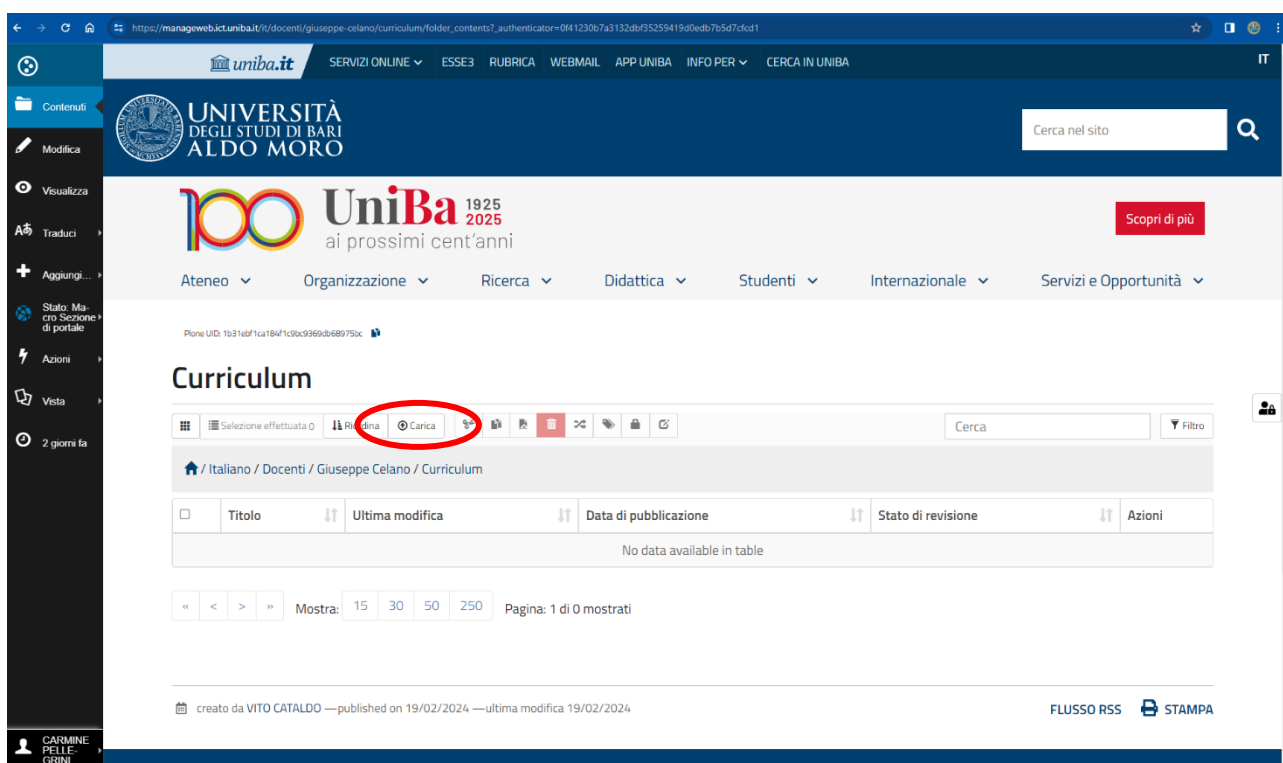 https://manageweb.ict.uniba.it/it/docenti/giuseppe-celano/curriculum/folder_contents?_authenticator=0f41230b7a3132dbf35259419d0edb7b5d7cfcd1
uniba.it SERVIZI ONLINE ESSE3 RUBRICA WEBMAIL APP UNIBA INFO PER CERCA IN UNIBA IT
Contenuti
Modifica
Visualizza
Traduci
Aggiungi...
Stato: Ma-
cro Sezione
di portale
Azioni
Vista
2 giorni fa
CARMINE
PELLE-
GRINI
UNIVERSITÀ
DEGLI STUDI DI BARI
ALDO MORO
Cerca nel sito
100 UniBa 1925
2025
ai prossimi cent'anni
Scopri di più
Ateneo Organizzazione Ricerca Didattica Studenti Internazionale Servizi e Opportunità
Plone UID: 1b31ebf1ca184f1c9bc9369db68975bc
Curriculum
Selezione effettuata 0 Carica Cerca Filtro
/ Italiano / Docenti / Giuseppe Celano / Curriculum
Titolo Ultima modifica Data di pubblicazione Stato di revisione Azioni
No data available in table
« < > » Mostra: 15 30 50 250 Pagina: 1 di 0 mostrati
creato da VITO CATALDO —published on 19/02/2024 —ultima modifica 19/02/2024
FLUSSO RSS STAMPA